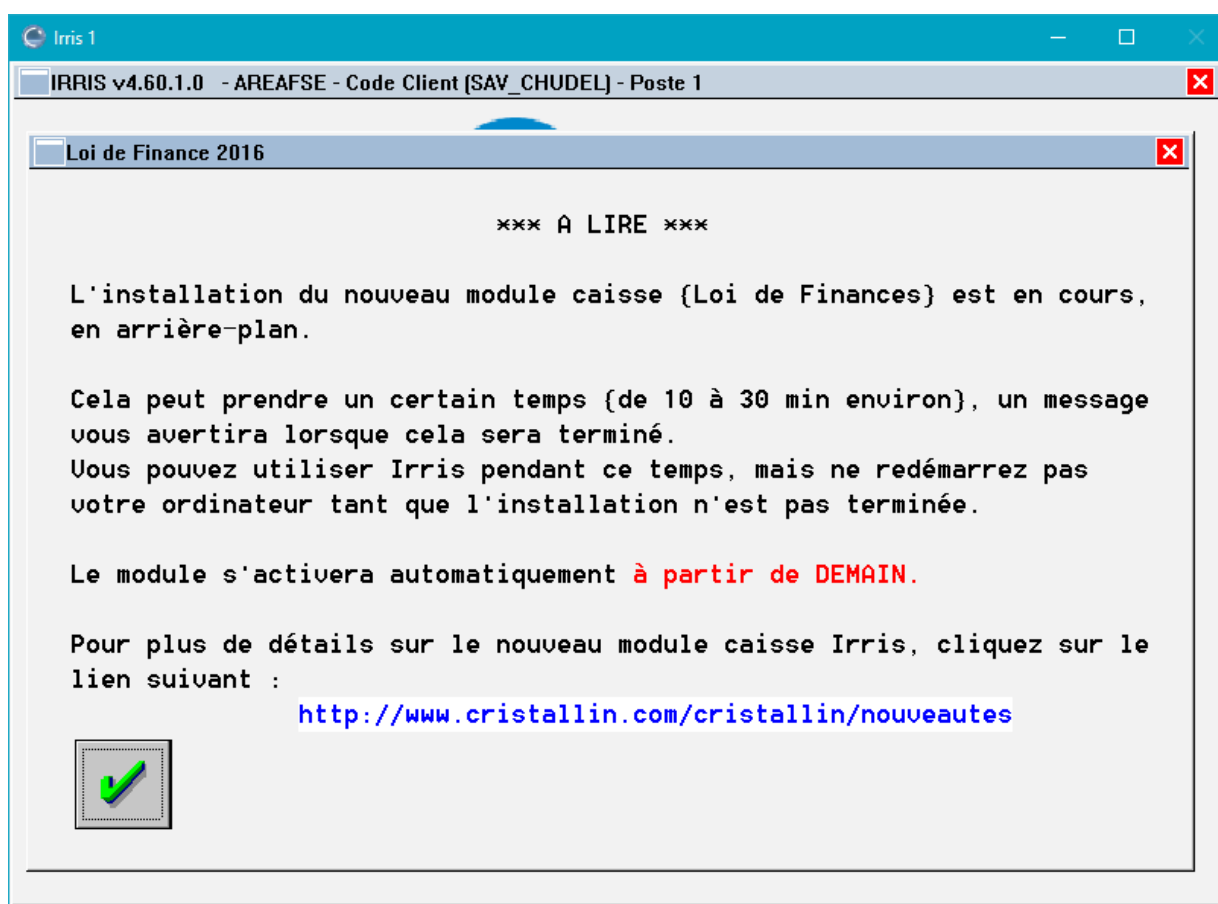 Irris 1
IRRIS v4.60.1.0 - AREAFSE - Code Client (SAV_CHUDEL) - Poste 1
Loi de Finance 2016
*** A LIRE ***
L'installation du nouveau module caisse {Loi de Finances} est en cours,
en arrière-plan.
Cela peut prendre un certain temps {de 10 à 30 min environ}, un message
vous avertira lorsque cela sera terminé.
Vous pouvez utiliser Irris pendant ce temps, mais ne redémarrez pas
votre ordinateur tant que l'installation n'est pas terminée.
Le module s'activera automatiquement à partir de DEMAIN.
Pour plus de détails sur le nouveau module caisse Irris, cliquez sur le
lien suivant :
http://www.cristallin.com/cristallin/nouveautes